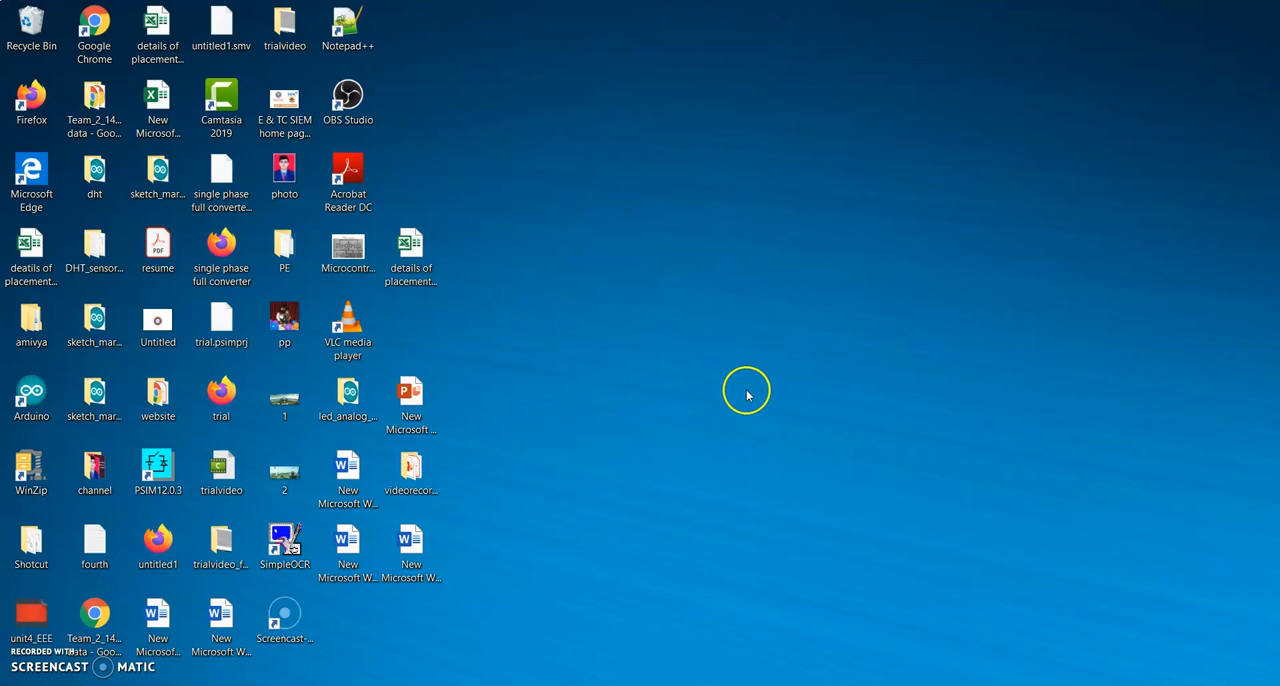 Recycle Bin
Google
Chrome
details of
placement...
untitled1.smv
trialvideo
Notepad++
Firefox
Team_2_14...
data - Goo...
New
Microsof...
Camtasia
2019
E & TC SIEM
home pag...
OBS Studio
Microsoft
Edge
dht
sketch_mar...
single phase
full converte...
photo
Acrobat
Reader DC
deatils of
placement...
DHT_sensor...
PDF
resume
single phase
full converter
PE
Microcontr...
details of
placement...
amivya
sketch_mar...
Untitled
trial.psimprj
pp
VLC media
player
Arduino
sketch_mar...
website
trial
1
led_analog_...
New
Microsoft ...
WinZip
channel
PSIM12.0.3
trialvideo
2
New
Microsoft W...
videorecor...
Shotcut
fourth
untitled1
trialvideo_f...
SimpleOCR
New
Microsoft W...
New
Microsoft W...
unit4_EEE
Team_2_14...
data - Goo...
New
Microsof...
New
Microsoft W...
Screencast-...
RECORDED WITH
SCREENCAST MATIC